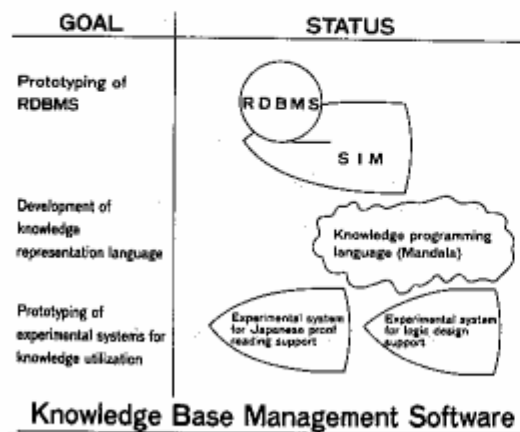 GOAL
STATUS
Prototyping of
RDBMS
RDBMS
SIM
Development of
knowledge
representation language
Knowledge programming
language (Mandala)
Prototyping of
experimental systems for
knowledge utilization
Experimental system
for Japanese proof
reading support
Experimental system
for logic design
support
Knowledge Base Management Software